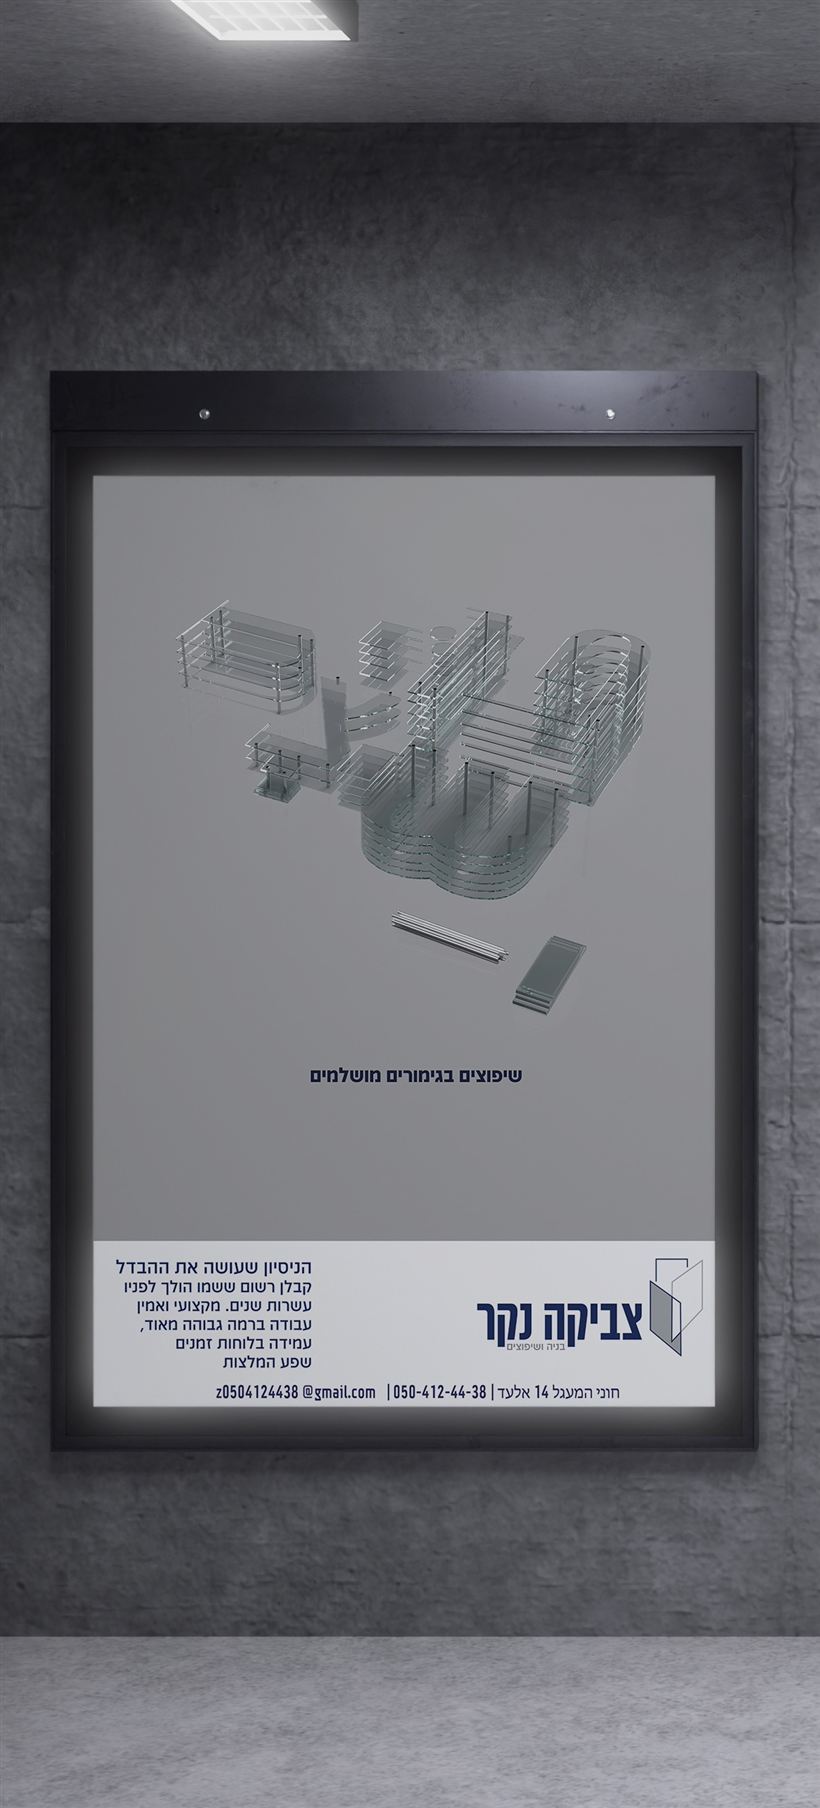 שיפוצים בגימורים מושלמים
צביקה נקר
בניה ושיפוצים
הניסיון שעושה את ההבדל
קבלן רשום ששמו הולך לפניו
עשרות שנים. מקצועי ואמין
עבודה ברמה גבוהה מאוד,
עמידה בלוחות זמנים
שפע המלצות
חוני המעגל 14 אלעד | 050-412-44-38 | z0504124438@gmail.com